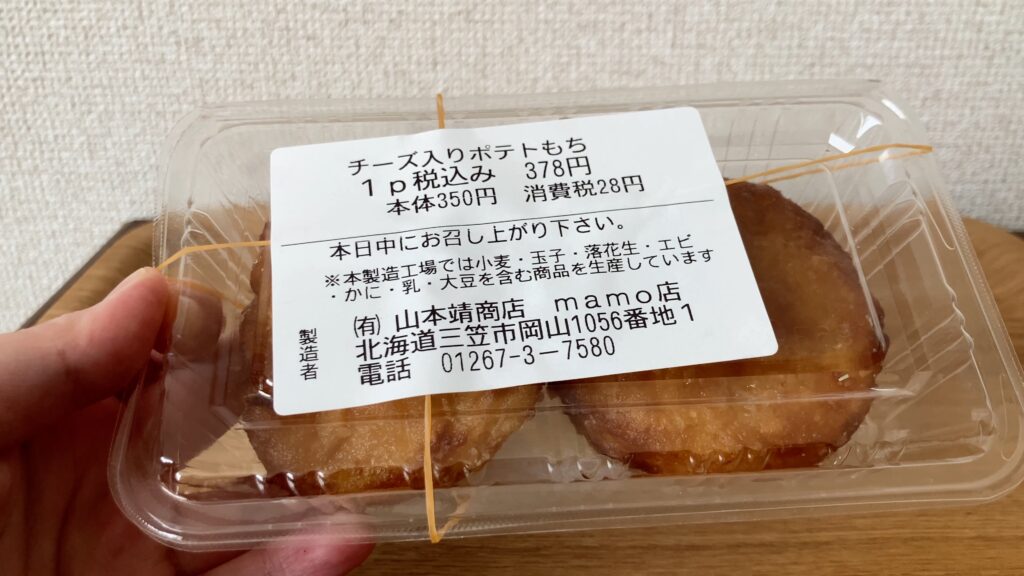 チーズ入りポテトもち
1p税込み 378円
本体350円 消費税28円
本日中にお召し上がり下さい。
※本製造工場では小麦・玉子・落花生・エビ
・かに・乳・大豆を含む商品を生産しています
製造者
㈲ 山本靖商店 mamo店
北海道三笠市岡山1056番地1
電話 01267-3-7580